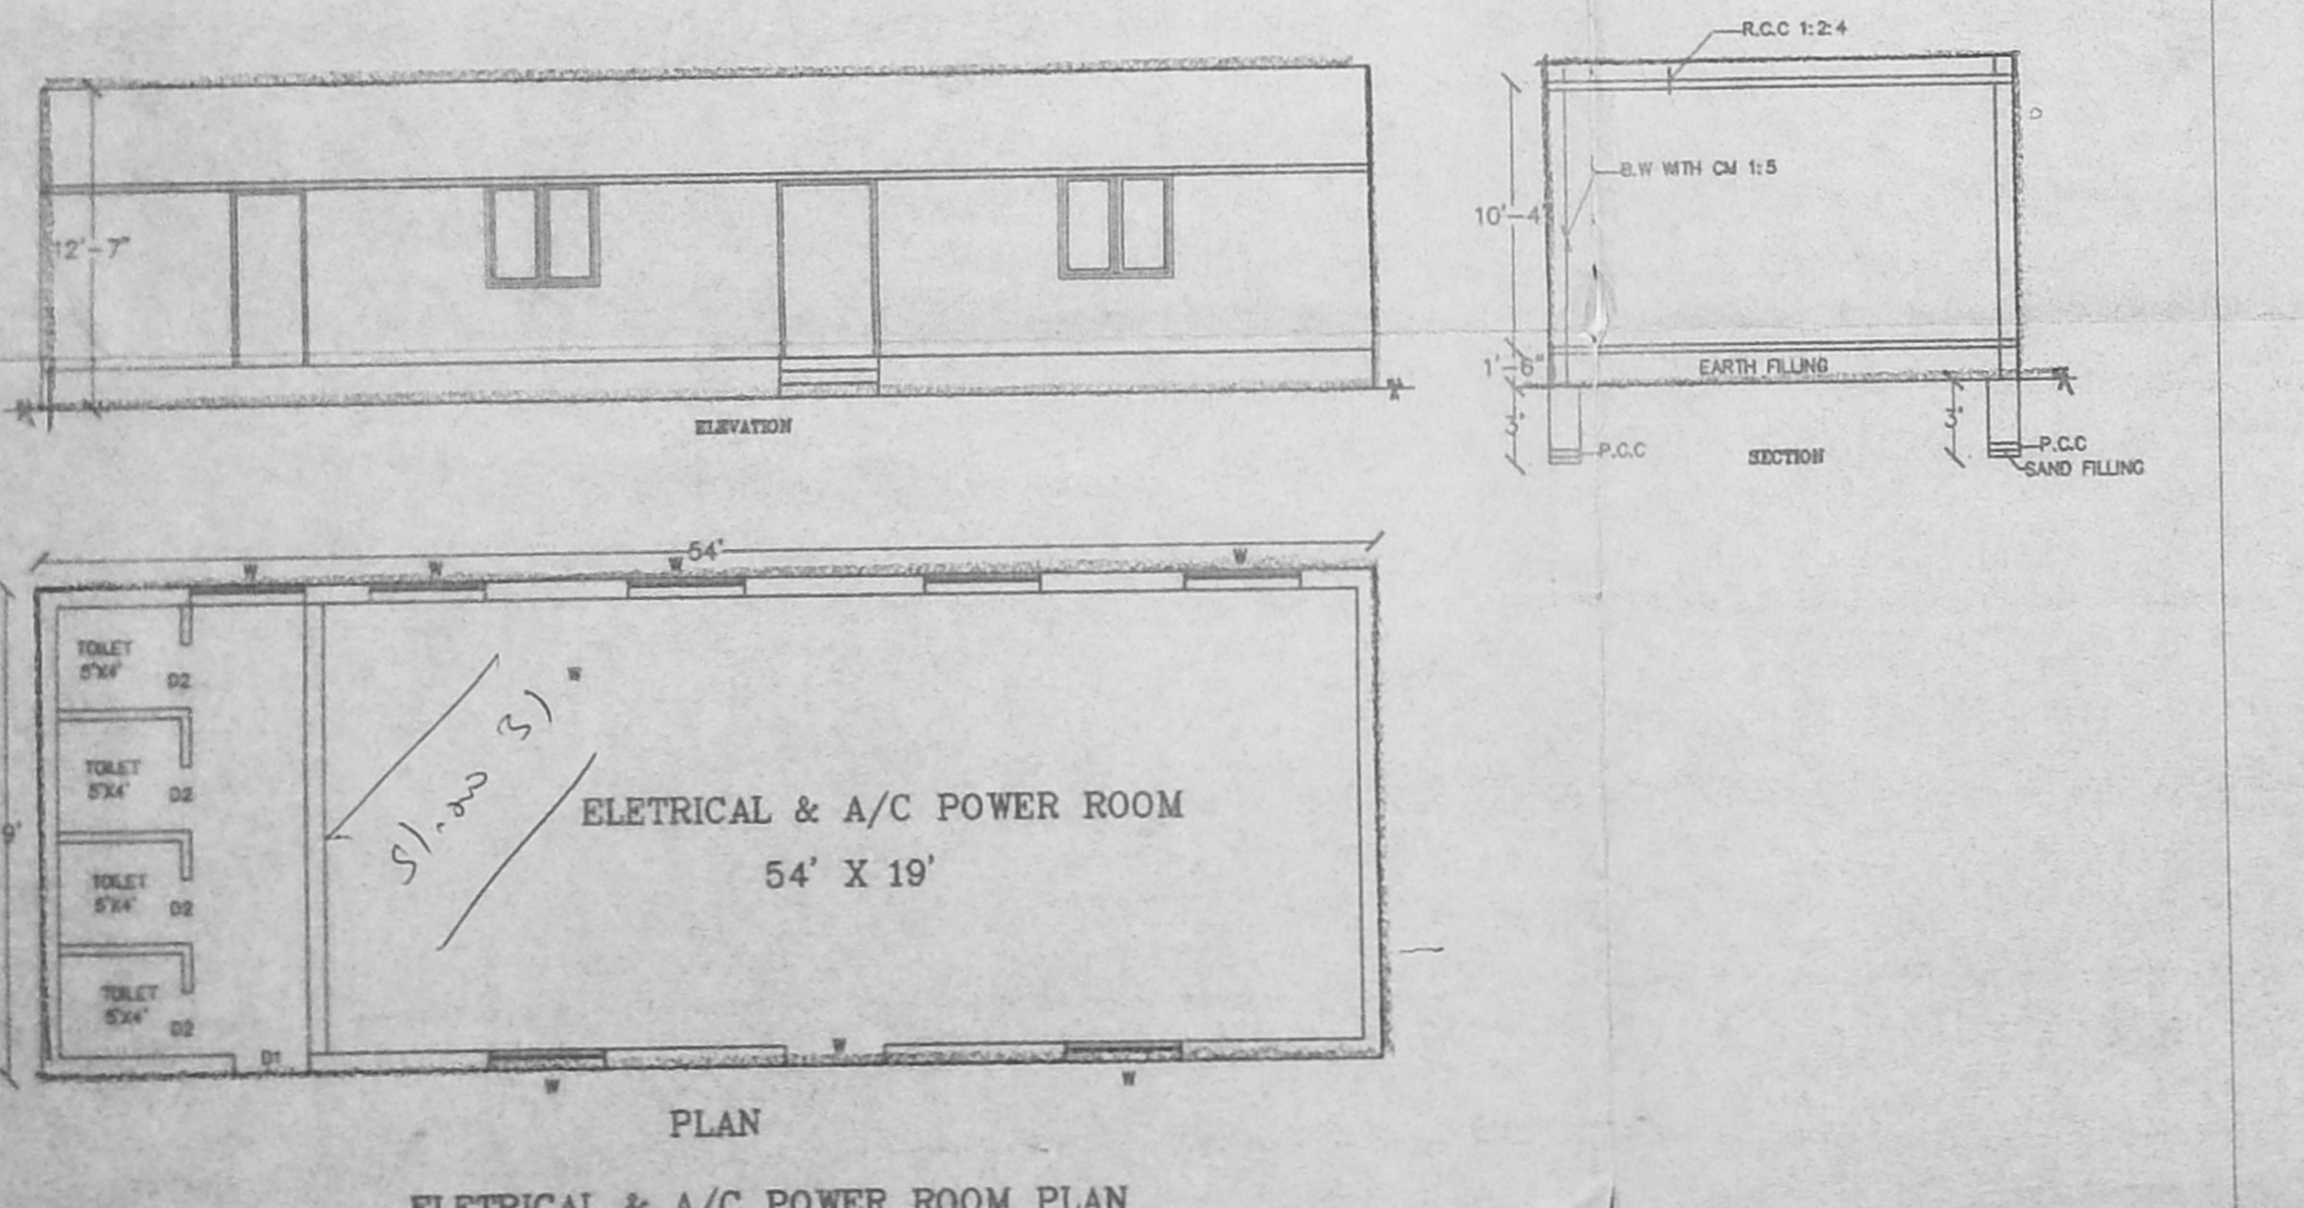 R.C.C 1:2:4
B.W WITH CM 1:5
12'-7"
10'-4"
1'-6"
EARTH FILLING
3'
3'
P.C.C
P.C.C
SAND FILLING
ELEVATION
SECTION
54'
W
W
W
W
TOILET
5'X4'
D2
W
TOILET
5'X4'
D2
ELETRICAL & A/C POWER ROOM
54' X 19'
9'
TOILET
5'X4'
D2
TOILET
5'X4'
D2
D1
W
W
W
PLAN
ELETRICAL & A/C POWER ROOM PLAN